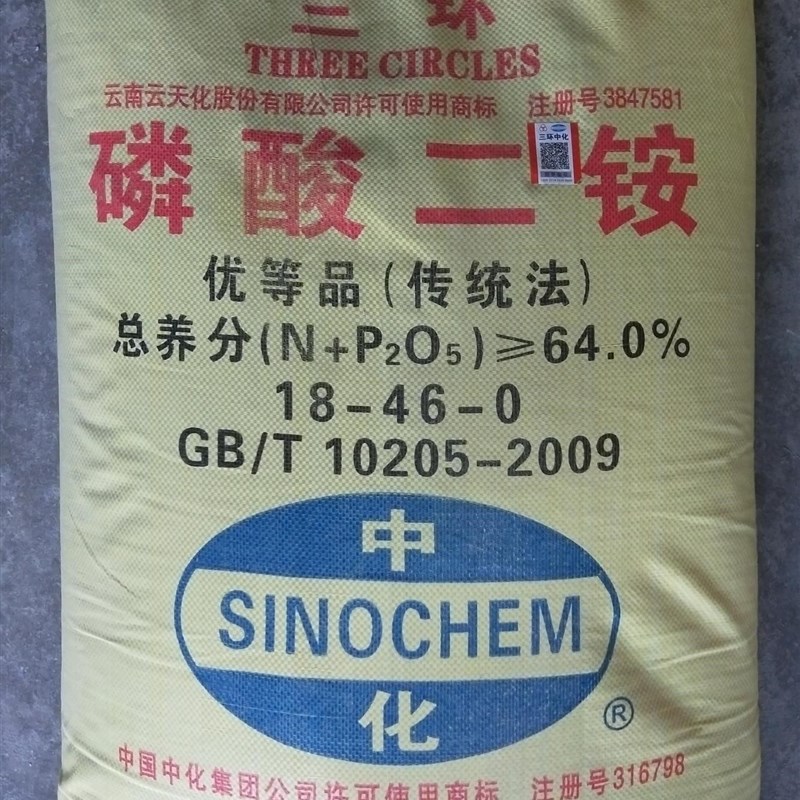 三环
THREE CIRCLES
云南云天化股份有限公司许可使用商标 注册号3847581
三环中化
磷酸二铵
优等品(传统法)
总养分(N+P₂O₅)≥64.0%
18-46-0
GB/T 10205-2009
中
SINOCHEM
化
®
中国中化集团公司许可使用商标 注册号316798